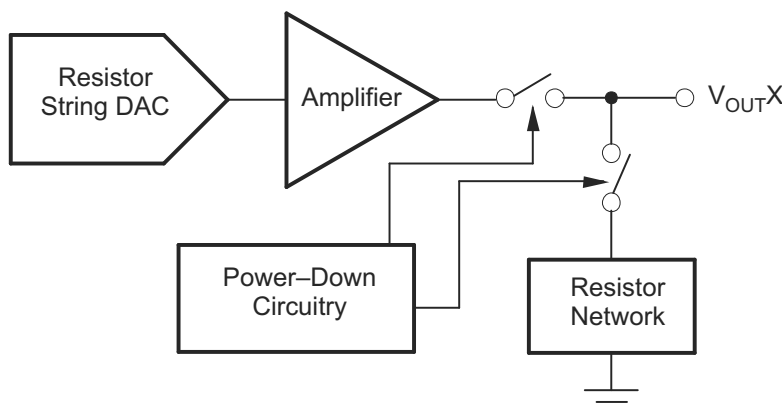 Resistor
String DAC
Amplifier
VOUTX
Power–Down
Circuitry
Resistor
Network